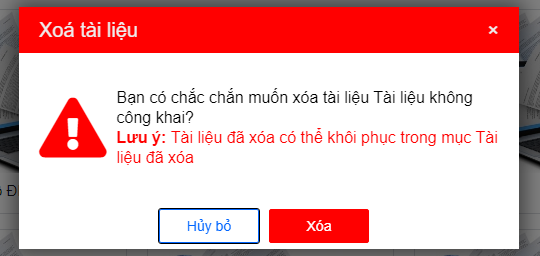 Xoá tài liệu
×
Bạn có chắc chắn muốn xóa tài liệu Tài liệu không
công khai?
Lưu ý: Tài liệu đã xóa có thể khôi phục trong mục Tài
liệu đã xóa
Hủy bỏ
Xóa